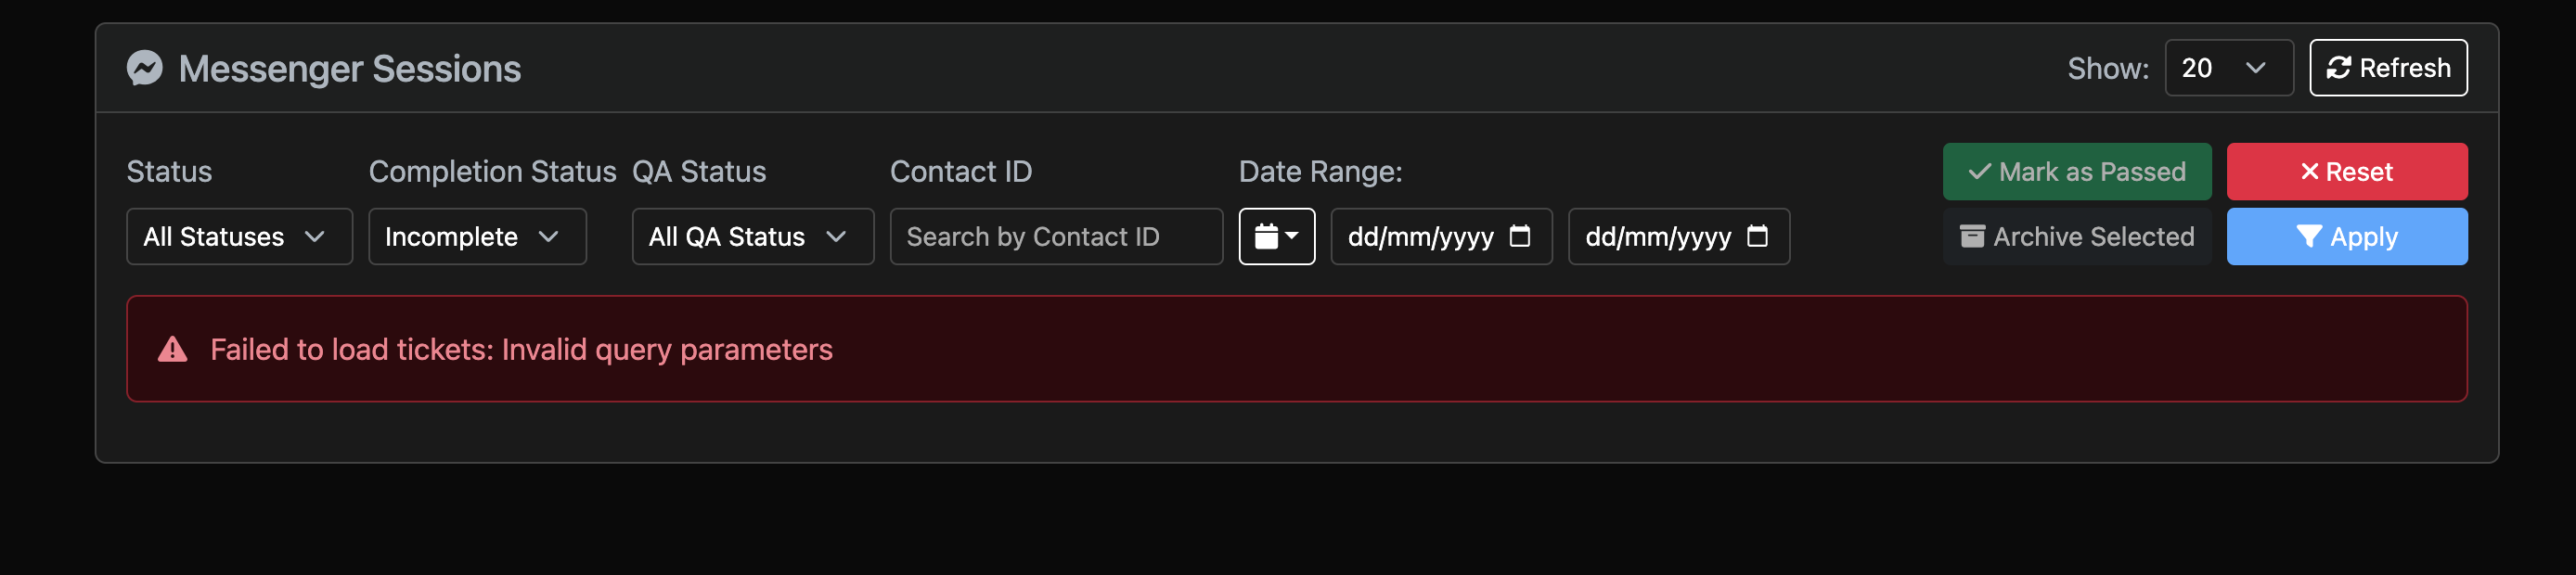 Messenger Sessions
Show: 20 Refresh
Status Completion Status QA Status Contact ID Date Range: Mark as Passed Reset
All Statuses Incomplete All QA Status Search by Contact ID dd/mm/yyyy dd/mm/yyyy Archive Selected Apply
Failed to load tickets: Invalid query parameters